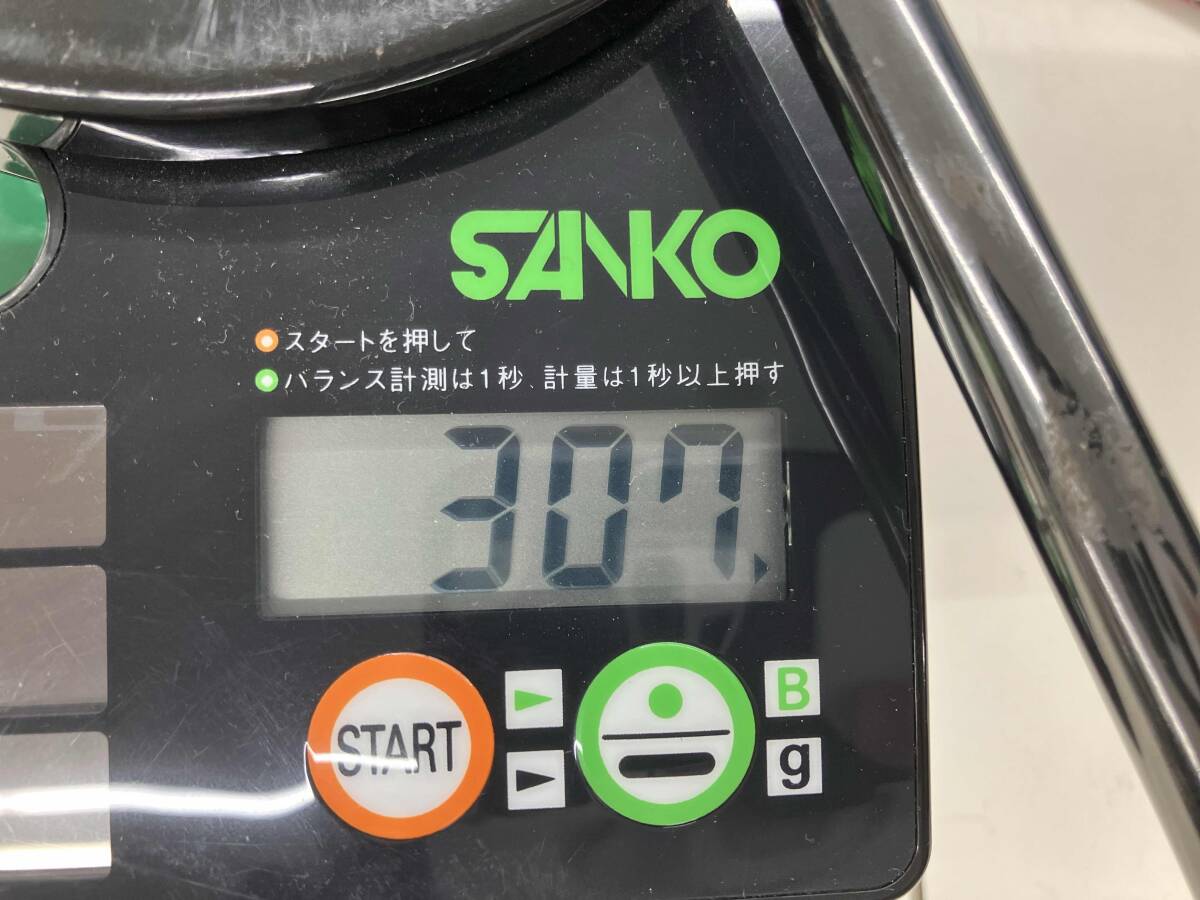 SANKO
スタートを押して
バランス計測は1秒、計量は1秒以上押す
307.
START
B
g